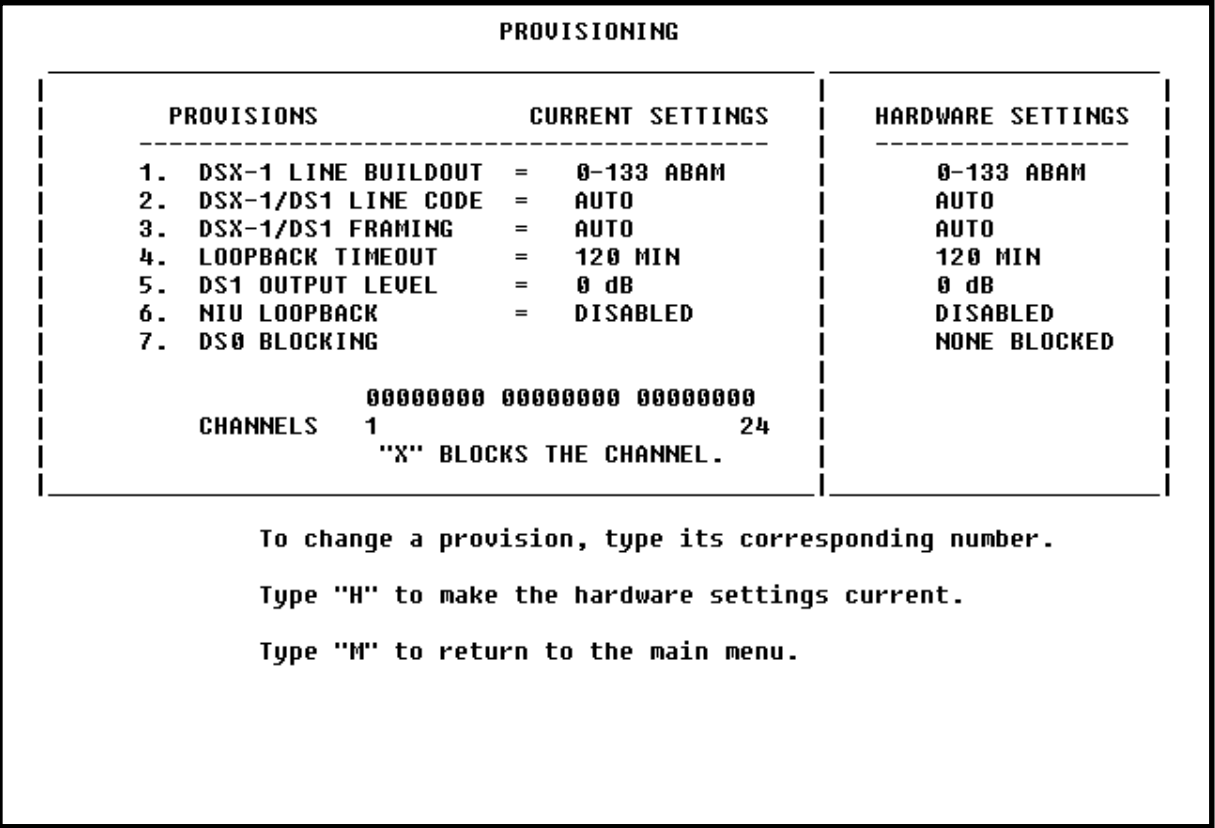 PROVISIONING
PROVISIONS CURRENT SETTINGS HARDWARE SETTINGS
1. DSX-1 LINE BUILDOUT = 0-133 ABAM 0-133 ABAM
2. DSX-1/DS1 LINE CODE = AUTO AUTO
3. DSX-1/DS1 FRAMING = AUTO AUTO
4. LOOPBACK TIMEOUT = 120 MIN 120 MIN
5. DS1 OUTPUT LEVEL = 0 dB 0 dB
6. NIU LOOPBACK = DISABLED DISABLED
7. DS0 BLOCKING NONE BLOCKED
00000000 00000000 00000000
CHANNELS 1 24
"X" BLOCKS THE CHANNEL.
To change a provision, type its corresponding number.
Type "H" to make the hardware settings current.
Type "M" to return to the main menu.